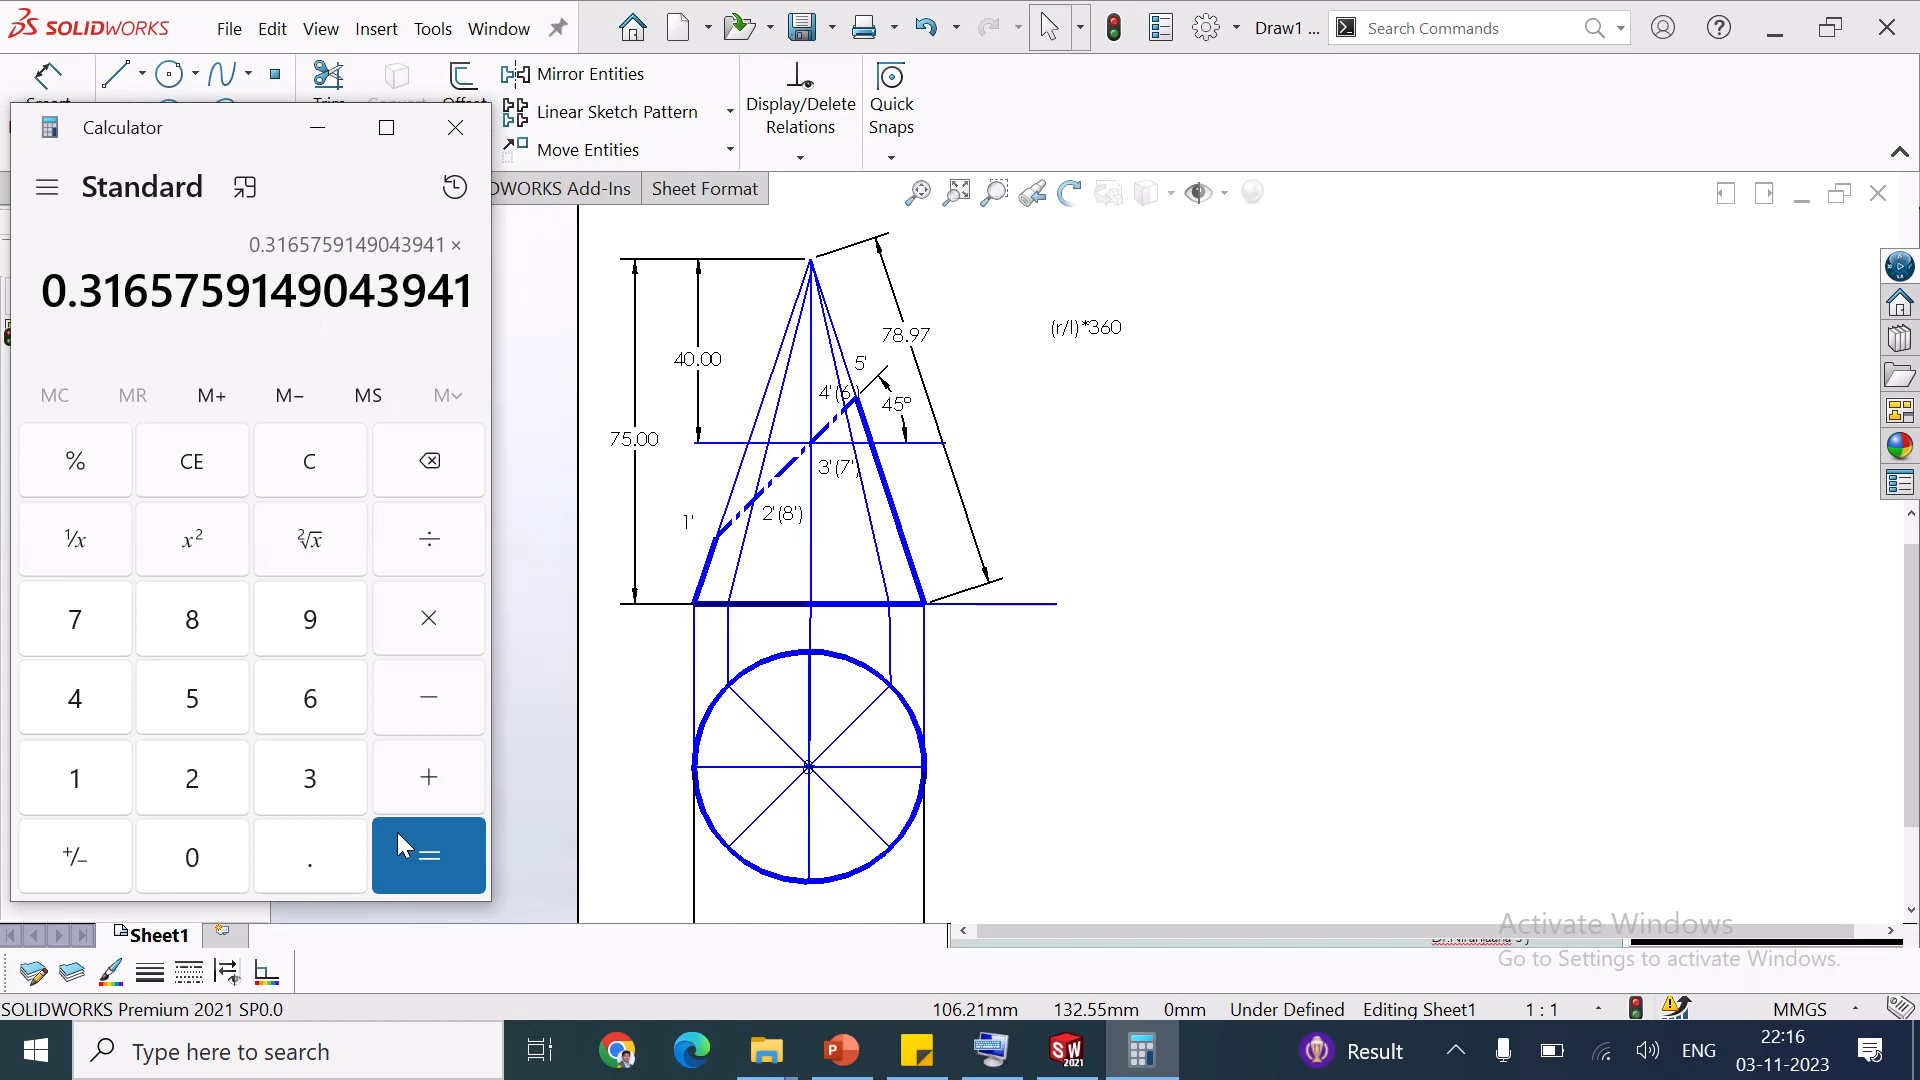 SOLIDWORKS File Edit View Insert Tools Window Draw1 ... Search Commands
Mirror Entities
Linear Sketch Pattern
Move Entities
Display/Delete Relations
Quick Snaps
DWORKS Add-Ins Sheet Format
Calculator
Standard
0.3165759149043941 ×
0.3165759149043941
MC MR M+ M− MS M
% CE C
⅟x x² ²√x ÷
7 8 9 ×
4 5 6 −
1 2 3 +
+/− 0 . =
78.97
(r/l)*360
40.00
5'
4'(6')
45°
75.00
3'(7')
1'
2'(8')
Sheet1
Activate Windows
Go to Settings to activate Windows.
SOLIDWORKS Premium 2021 SP0.0 106.21mm 132.55mm 0mm Under Defined Editing Sheet1 1 : 1 MMGS
Type here to search
SW
2021
Result
ENG
22:16
03-11-2023